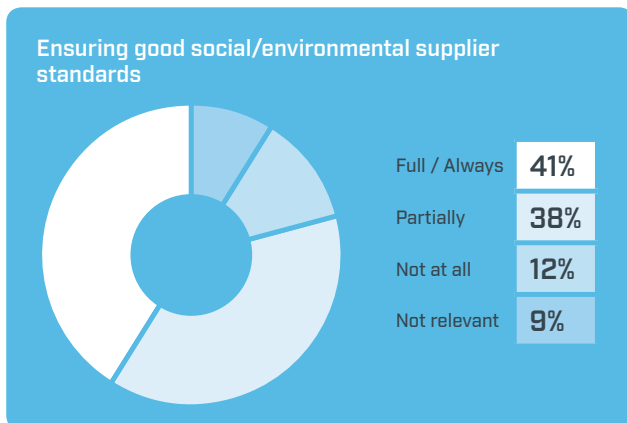 Ensuring good social/environmental supplier
standards
Full / Always 41%
Partially 38%
Not at all 12%
Not relevant 9%